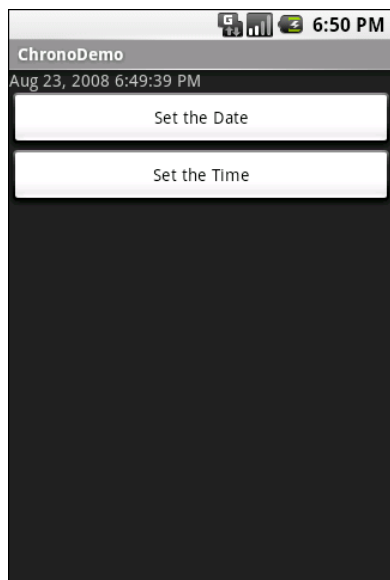 G
6:50 PM
ChronoDemo
Aug 23, 2008 6:49:39 PM
Set the Date
Set the Time